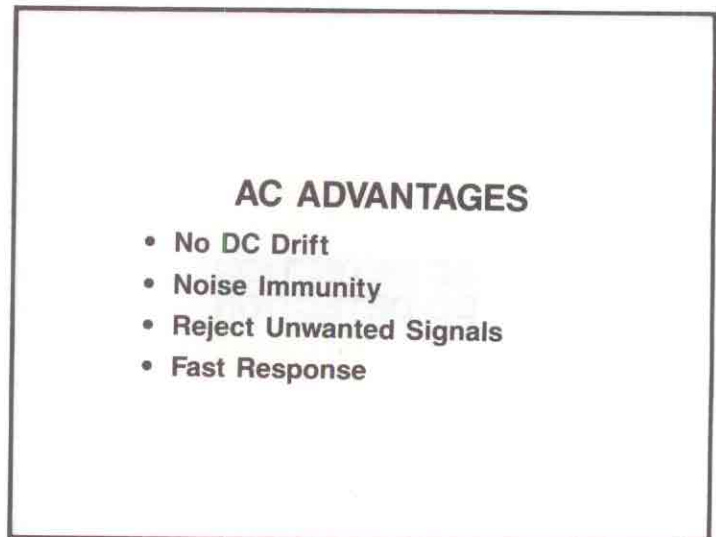 AC ADVANTAGES
• No DC Drift
• Noise Immunity
• Reject Unwanted Signals
• Fast Response